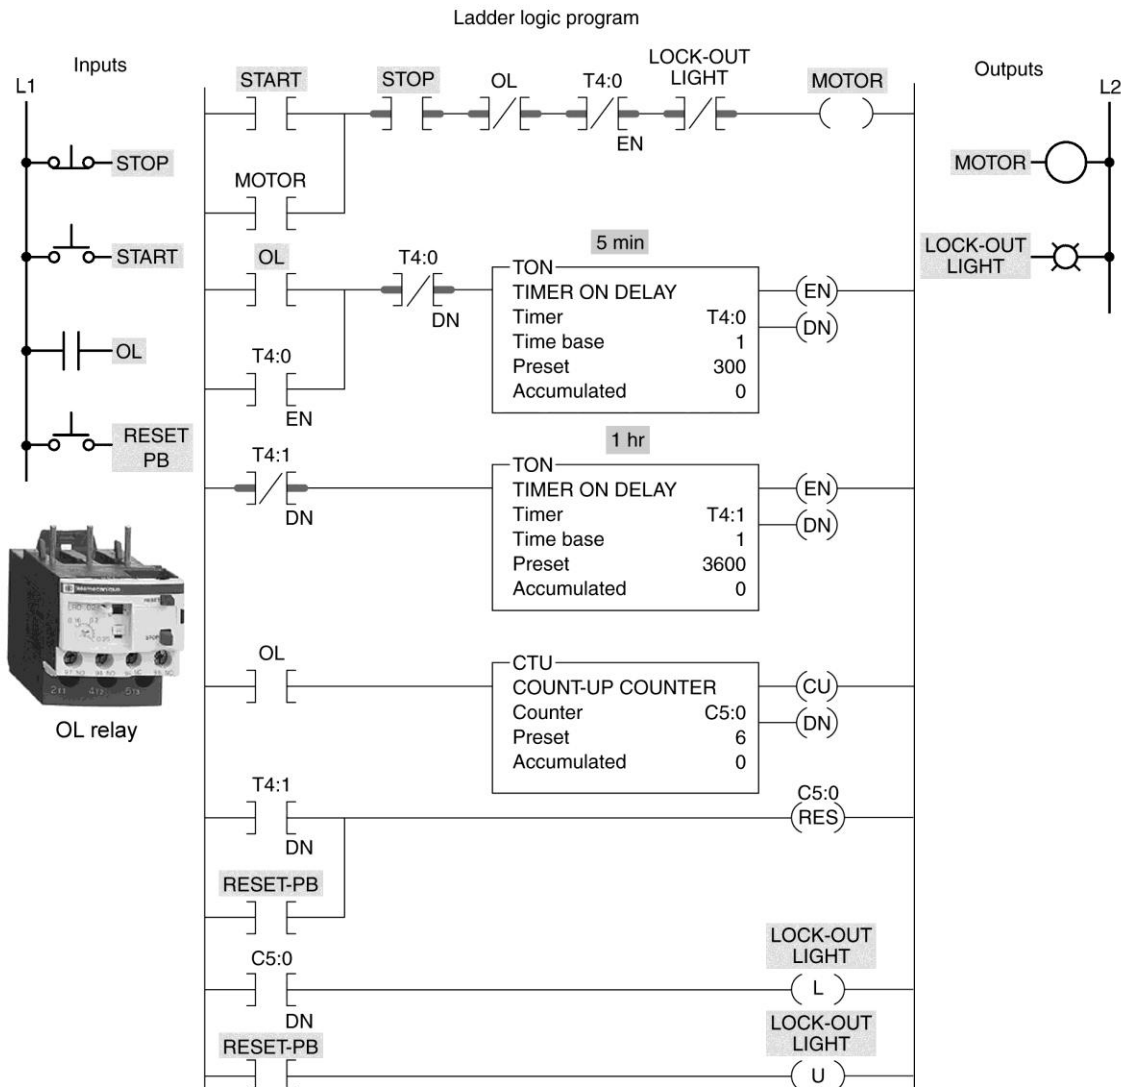 Ladder logic program
Inputs
L1
STOP
START
OL
RESET
PB
OL relay
START
STOP
OL
T4:0
EN
LOCK-OUT
LIGHT
MOTOR
MOTOR
OL
T4:0
DN
5 min
TON
TIMER ON DELAY
Timer T4:0
Time base 1
Preset 300
Accumulated 0
EN
DN
T4:0
EN
T4:1
DN
1 hr
TON
TIMER ON DELAY
Timer T4:1
Time base 1
Preset 3600
Accumulated 0
EN
DN
OL
CTU
COUNT-UP COUNTER
Counter C5:0
Preset 6
Accumulated 0
CU
DN
T4:1
DN
C5:0
RES
RESET-PB
C5:0
DN
LOCK-OUT
LIGHT
L
RESET-PB
LOCK-OUT
LIGHT
U
Outputs
L2
MOTOR
LOCK-OUT
LIGHT